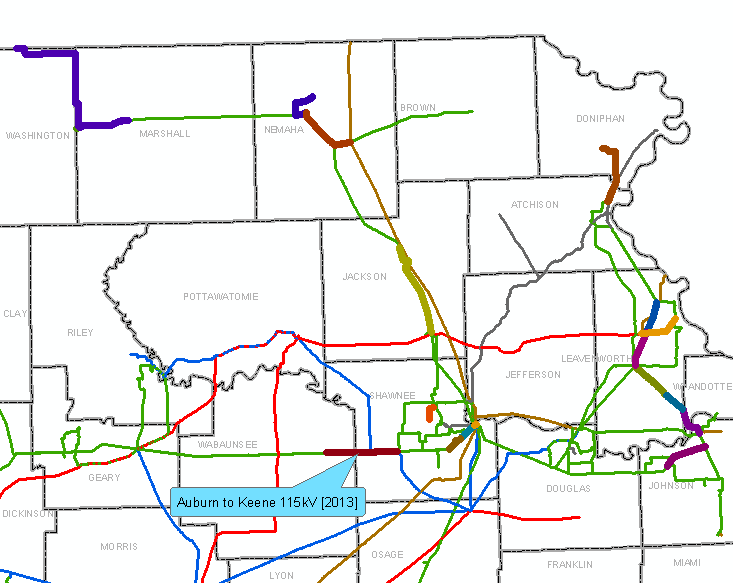 BROWN
DONIPHAN
WASHINGTON
MARSHALL
NEMAHA
ATCHISON
JACKSON
POTTAWATOMIE
CLAY
RILEY
LEAVENWORTH
JEFFERSON
WYANDOTTE
SHAWNEE
WABAUNSEE
GEARY
DOUGLAS
JOHNSON
Auburn to Keene 115kV [2013]
DICKINSON
MORRIS
OSAGE
FRANKLIN
MIAMI
LYON